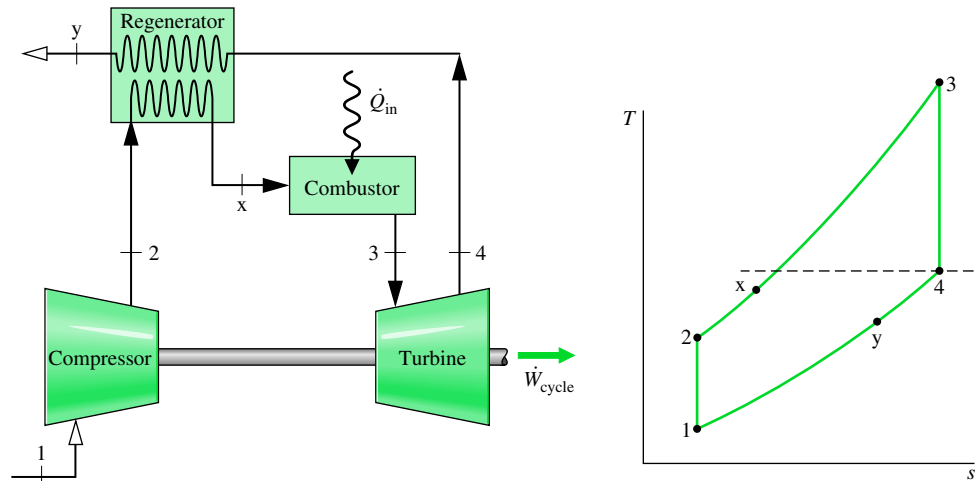 Regenerator
y
Q̇in
Combustor
x
2
3
4
Compressor
Turbine
Ẇcycle
1
T
3
x
4
2
y
1
s